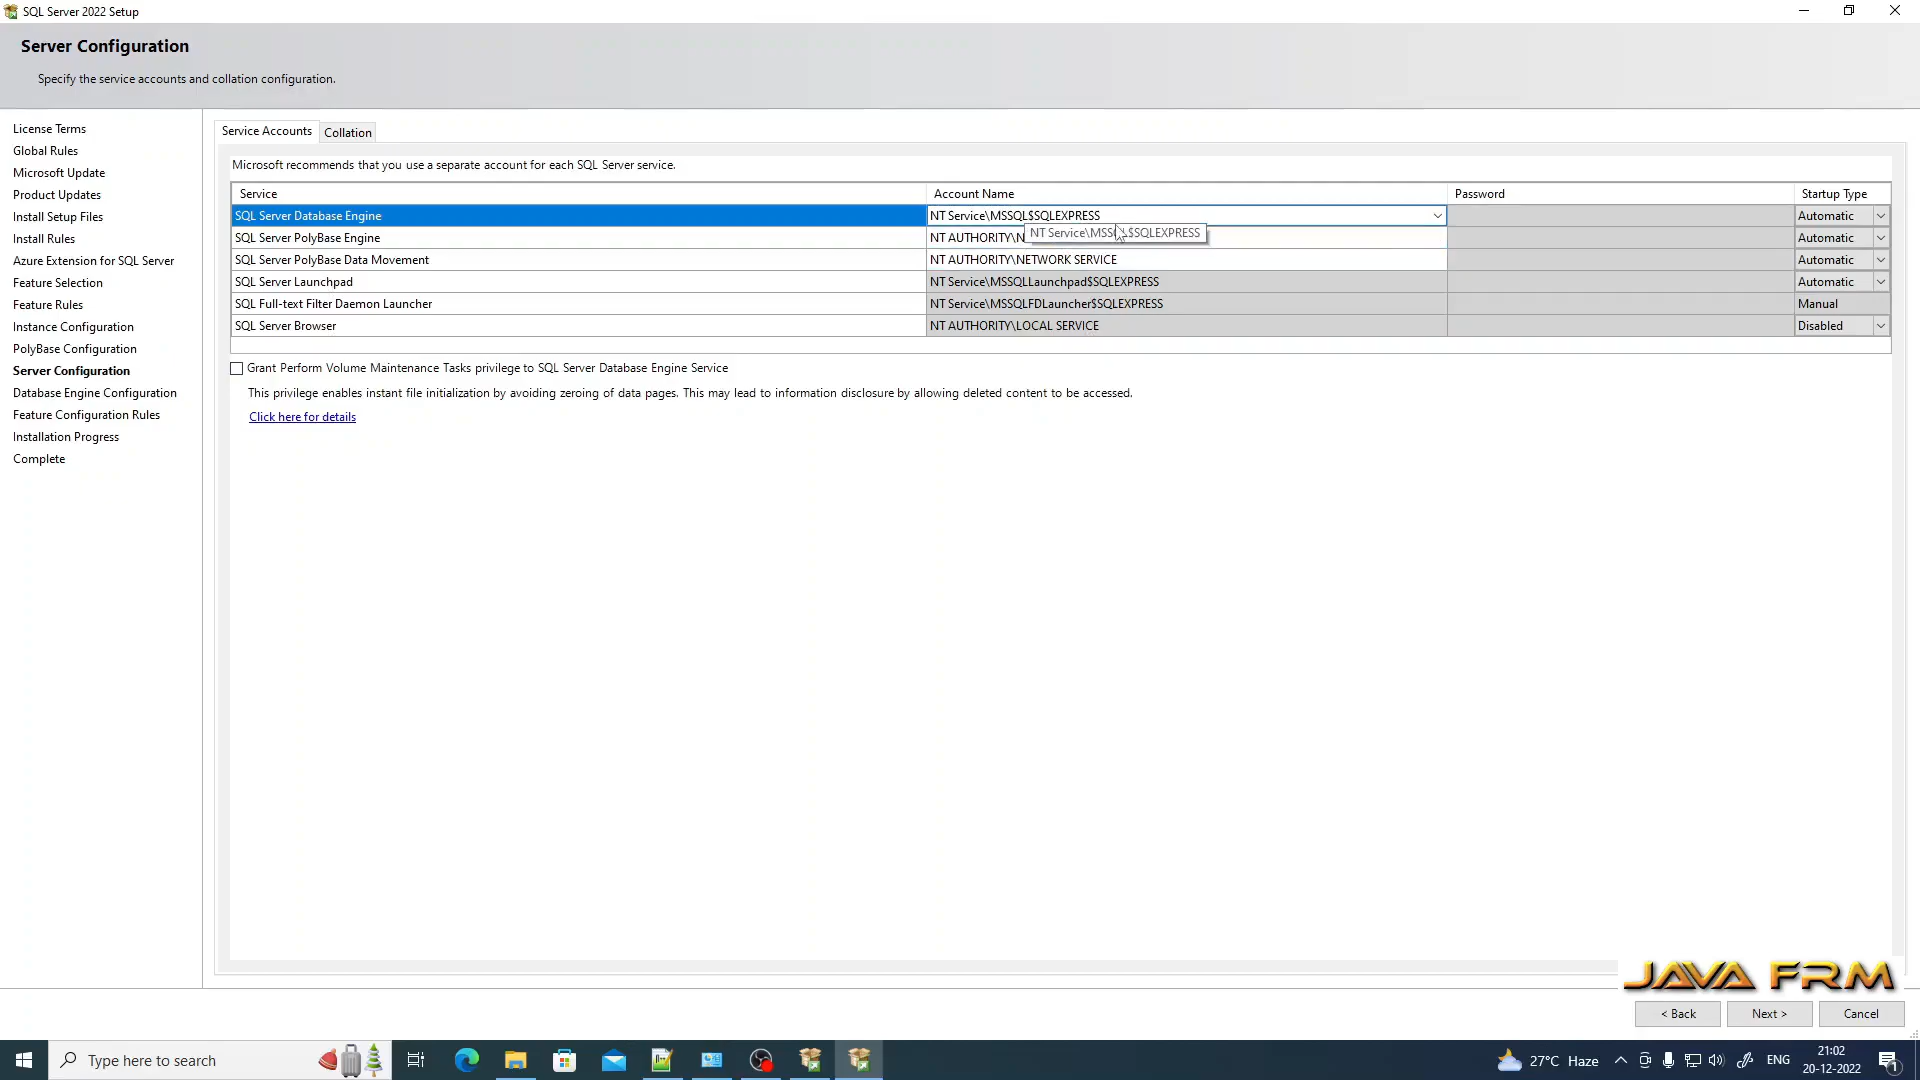 SQL Server 2022 Setup
Server Configuration
Specify the service accounts and collation configuration.
License Terms
Global Rules
Microsoft Update
Product Updates
Install Setup Files
Install Rules
Azure Extension for SQL Server
Feature Selection
Feature Rules
Instance Configuration
PolyBase Configuration
Server Configuration
Database Engine Configuration
Feature Configuration Rules
Installation Progress
Complete
Service Accounts Collation
Microsoft recommends that you use a separate account for each SQL Server service.
Service Account Name Password Startup Type
SQL Server Database Engine NT Service\MSSQL$SQLEXPRESS Automatic
SQL Server PolyBase Engine NT AUTHORITY\N Automatic
NT Service\MSSQL$SQLEXPRESS
SQL Server PolyBase Data Movement NT AUTHORITY\NETWORK SERVICE Automatic
SQL Server Launchpad NT Service\MSSQLLaunchpad$SQLEXPRESS Automatic
SQL Full-text Filter Daemon Launcher NT Service\MSSQLFDLauncher$SQLEXPRESS Manual
SQL Server Browser NT AUTHORITY\LOCAL SERVICE Disabled
Grant Perform Volume Maintenance Tasks privilege to SQL Server Database Engine Service
This privilege enables instant file initialization by avoiding zeroing of data pages. This may lead to information disclosure by allowing deleted content to be accessed.
Click here for details
JAVA FRM
< Back Next > Cancel
Type here to search
27°C Haze ENG 21:02
20-12-2022 1